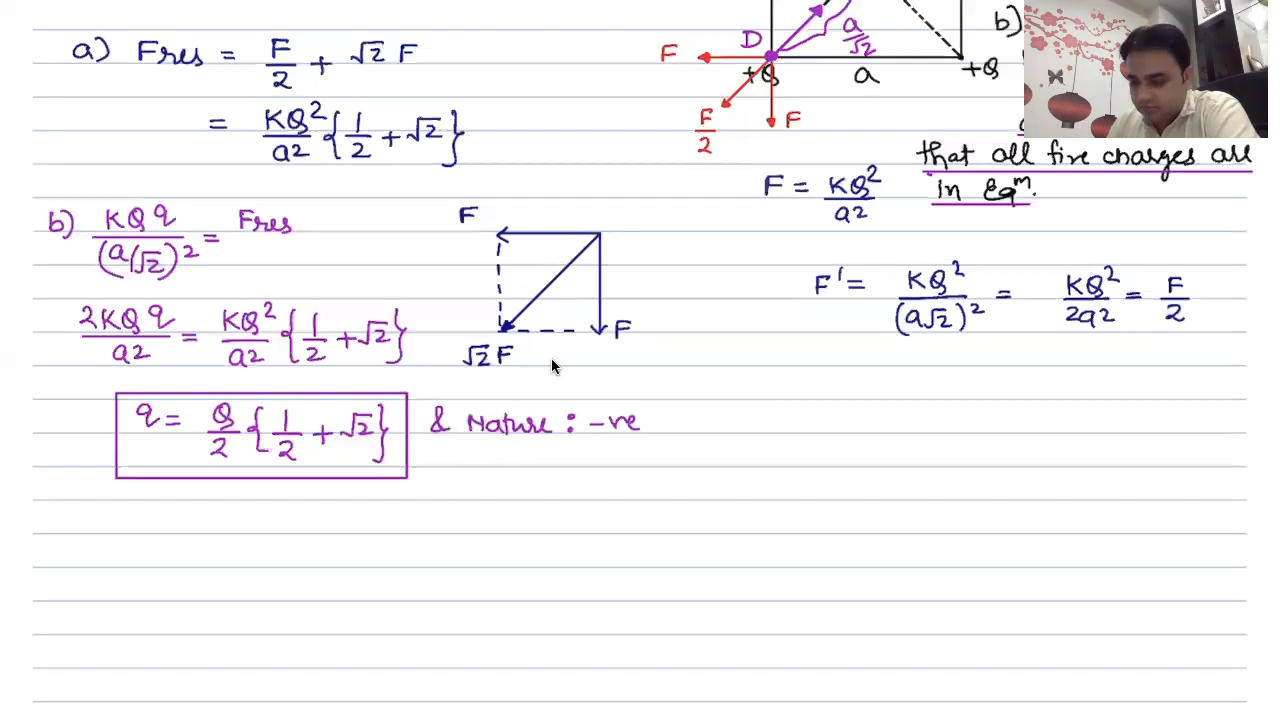 a) Fres = F/2 + √2 F
= KQ²/a² {1/2 + √2}
b) KQq/(a/√2)² = Fres
2KQq/a² = KQ²/a² {1/2 + √2}
q = Q/2 {1/2 + √2} & Nature : -ve
F
F
√2 F
D
a/√2
F
+Q
a
+Q
F/2
F
b)
that all five charges are
in Eqm.
F = KQ²/a²
F' = KQ²/(a√2)² = KQ²/2a² = F/2